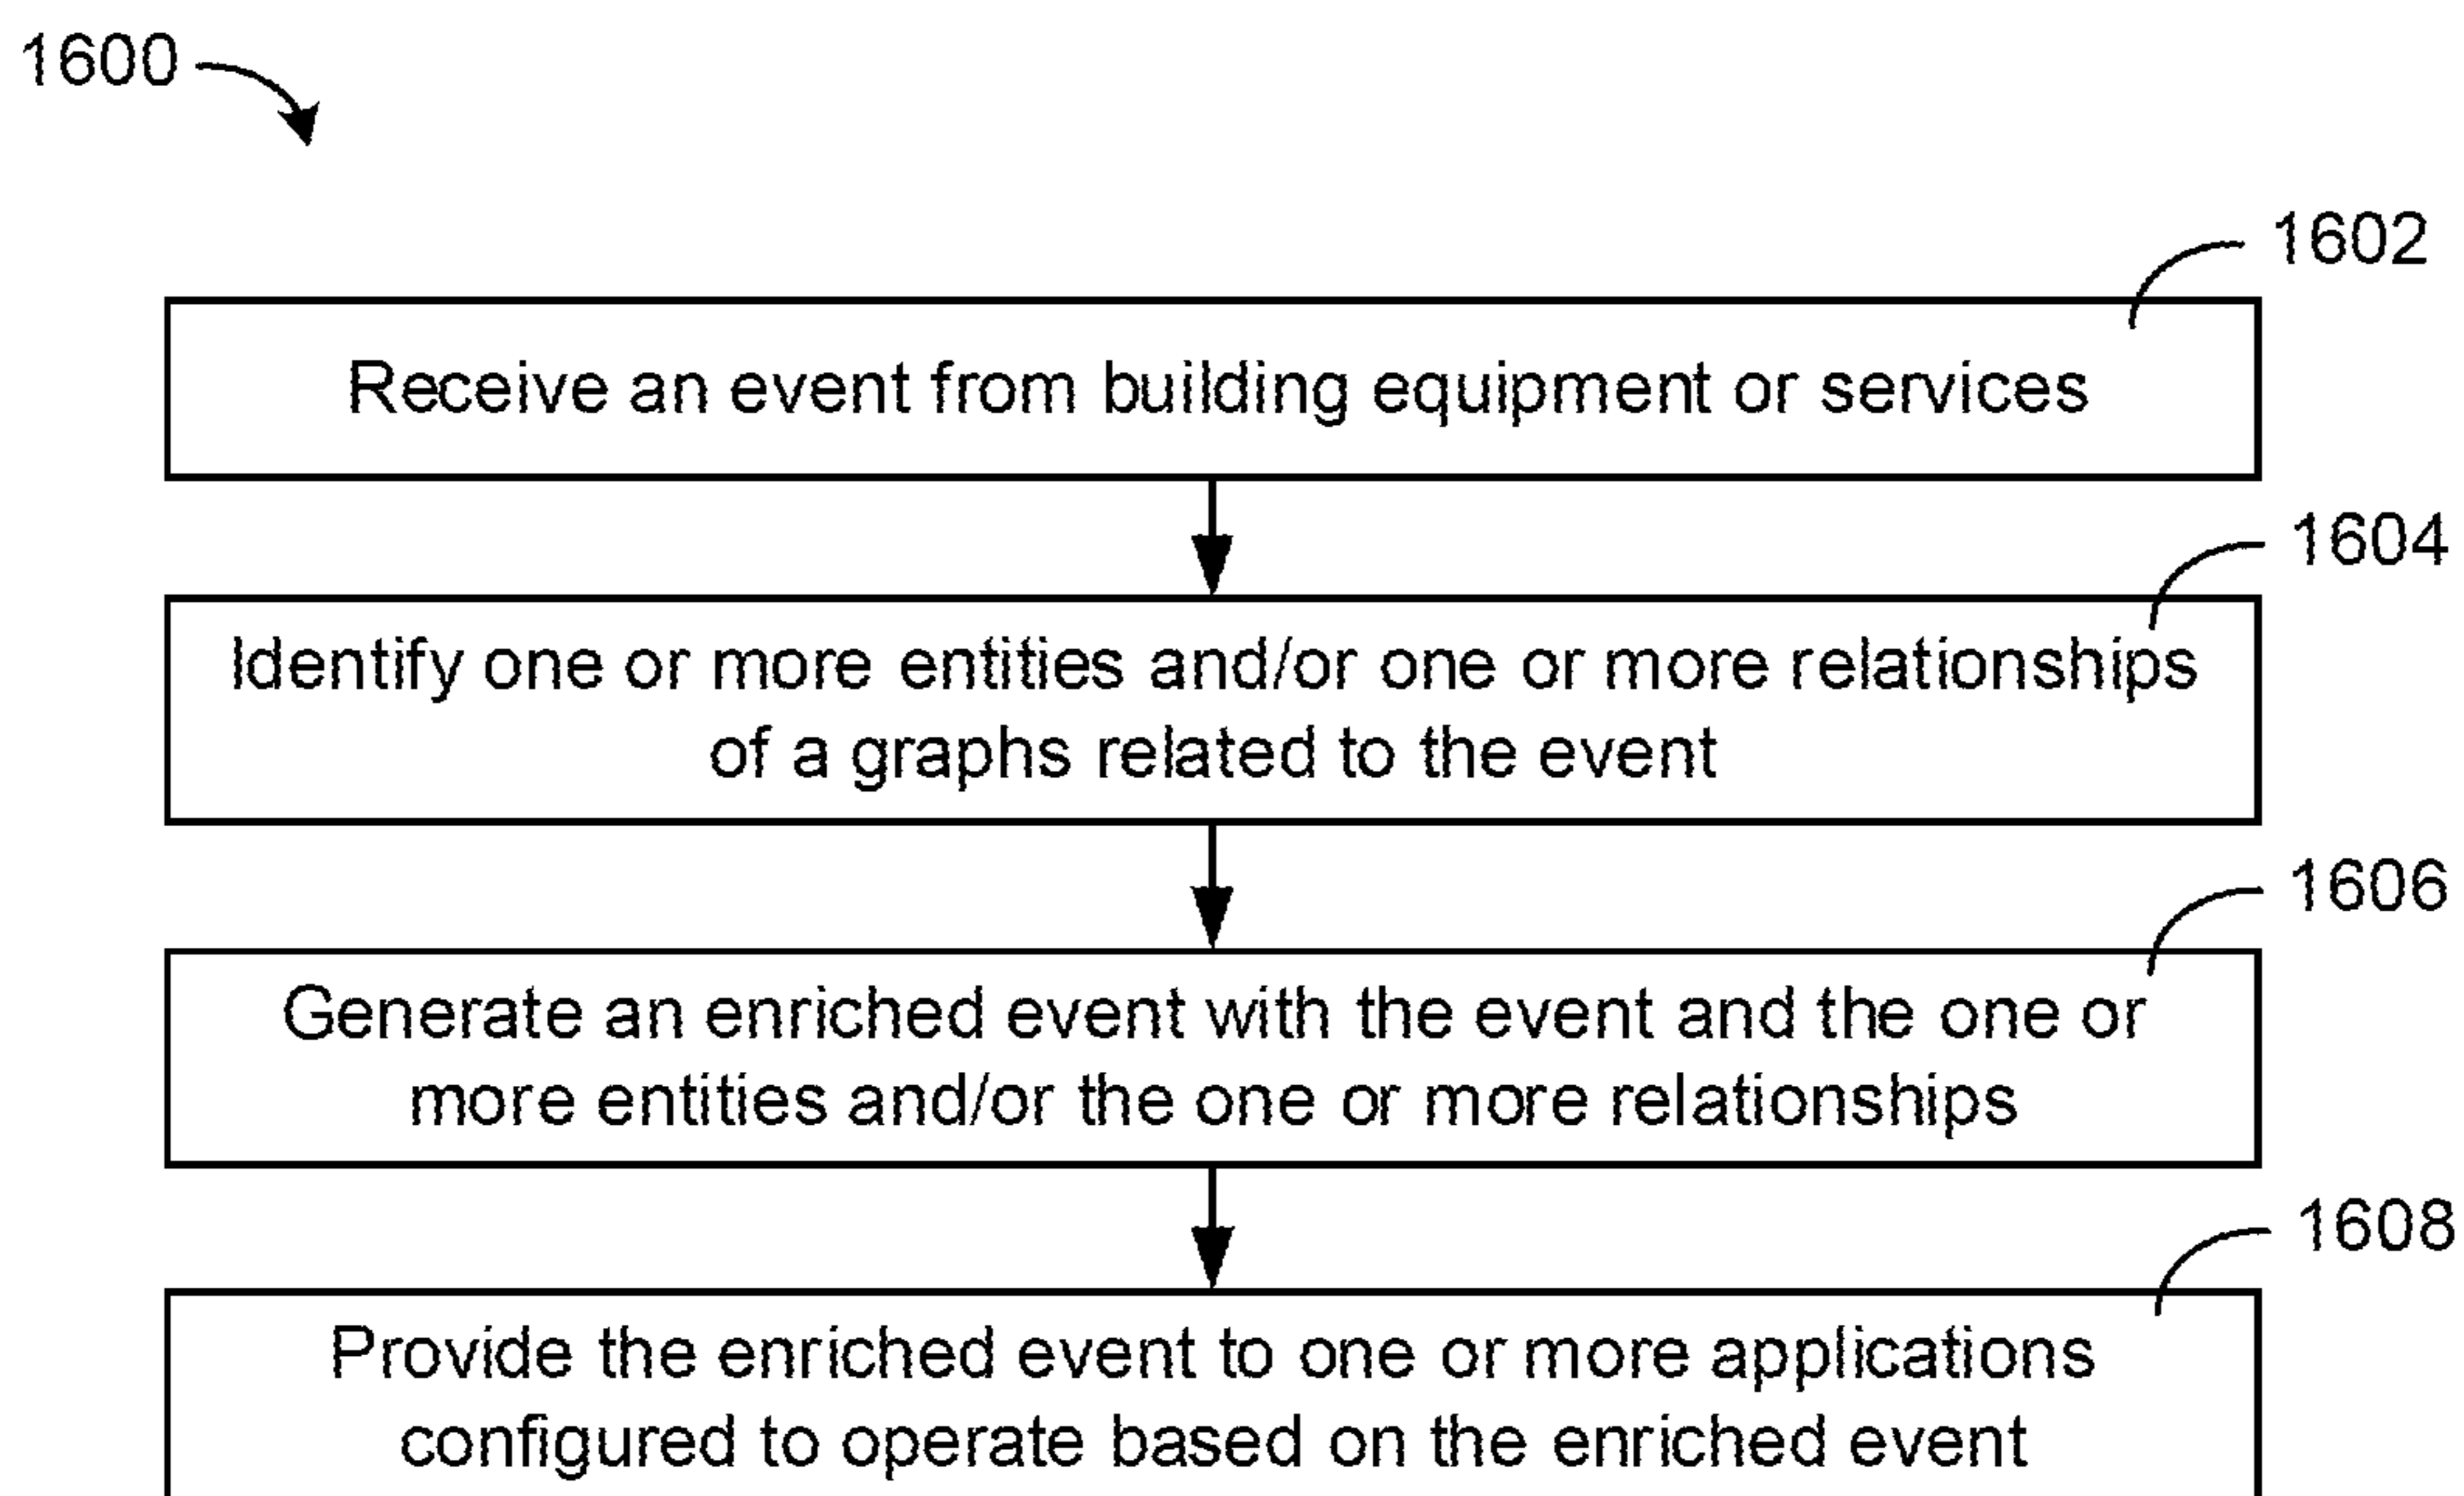 1600
1602
Receive an event from building equipment or services
1604
Identify one or more entities and/or one or more relationships
of a graphs related to the event
1606
Generate an enriched event with the event and the one or
more entities and/or the one or more relationships
1608
Provide the enriched event to one or more applications
configured to operate based on the enriched event